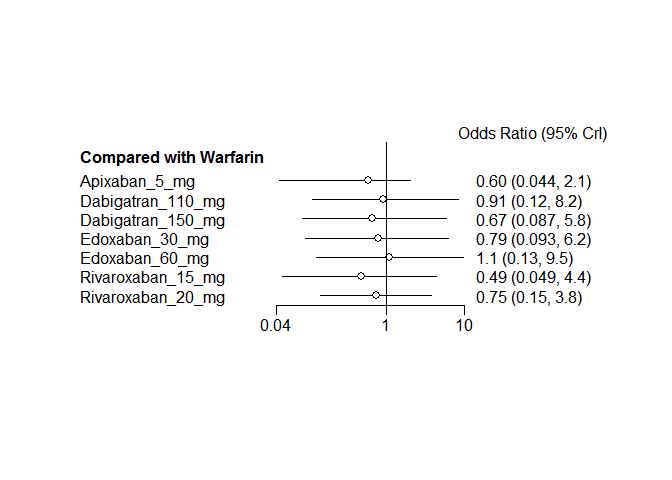 Odds Ratio (95% CrI)
Compared with Warfarin
Apixaban_5_mg 0.60 (0.044, 2.1)
Dabigatran_110_mg 0.91 (0.12, 8.2)
Dabigatran_150_mg 0.67 (0.087, 5.8)
Edoxaban_30_mg 0.79 (0.093, 6.2)
Edoxaban_60_mg 1.1 (0.13, 9.5)
Rivaroxaban_15_mg 0.49 (0.049, 4.4)
Rivaroxaban_20_mg 0.75 (0.15, 3.8)
0.04 1 10